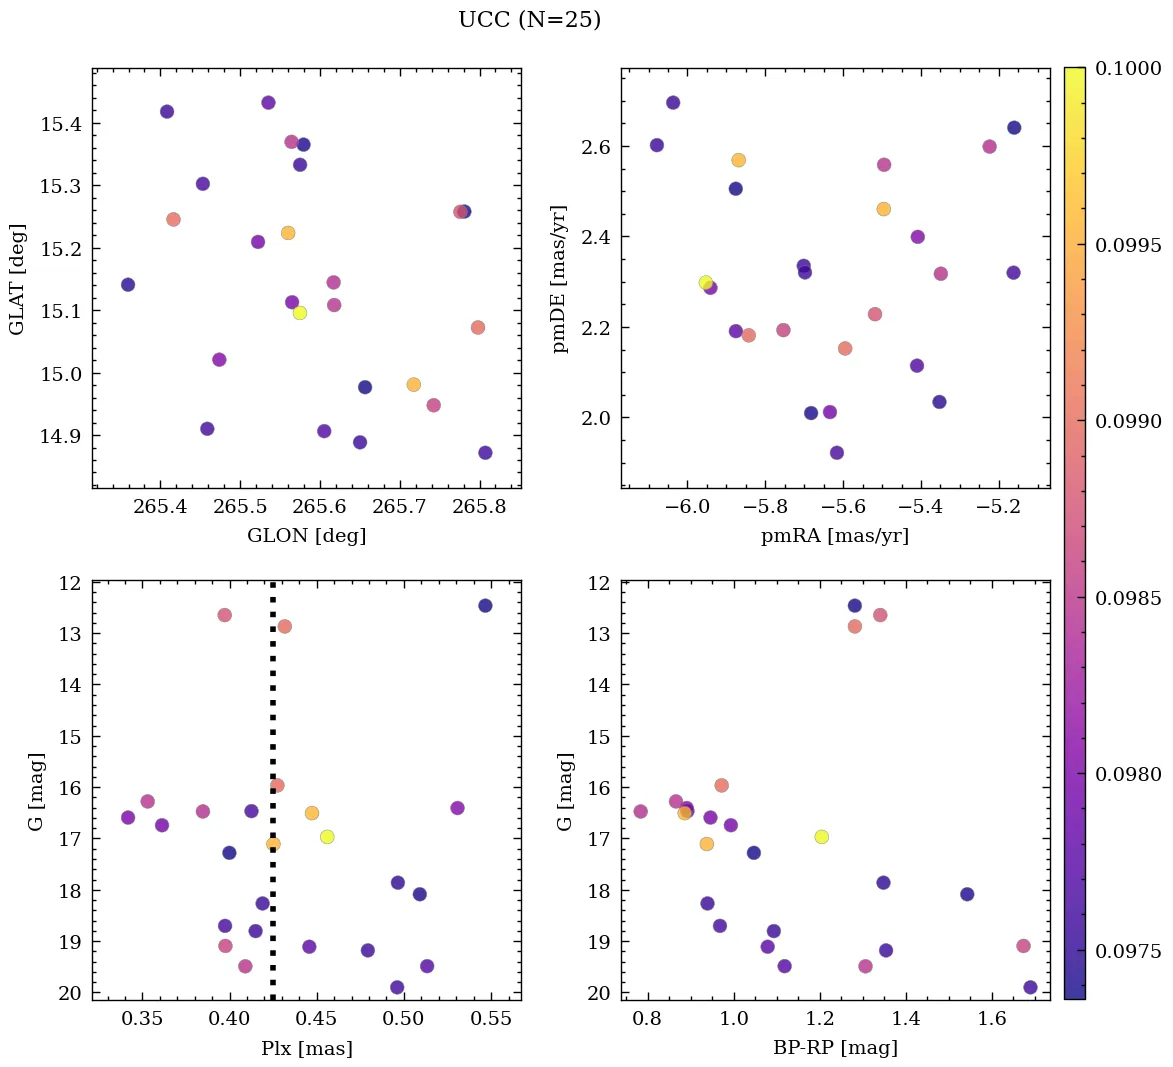 UCC (N=25)
15.4
15.3
15.2
15.1
15.0
14.9
GLAT [deg]
265.4 265.5 265.6 265.7 265.8
GLON [deg]
2.6
2.4
2.2
2.0
pmDE [mas/yr]
−6.0 −5.8 −5.6 −5.4 −5.2
pmRA [mas/yr]
12
13
14
15
16
17
18
19
20
G [mag]
0.35 0.40 0.45 0.50 0.55
Plx [mas]
12
13
14
15
16
17
18
19
20
G [mag]
0.8 1.0 1.2 1.4 1.6
BP-RP [mag]
0.1000
0.0995
0.0990
0.0985
0.0980
0.0975